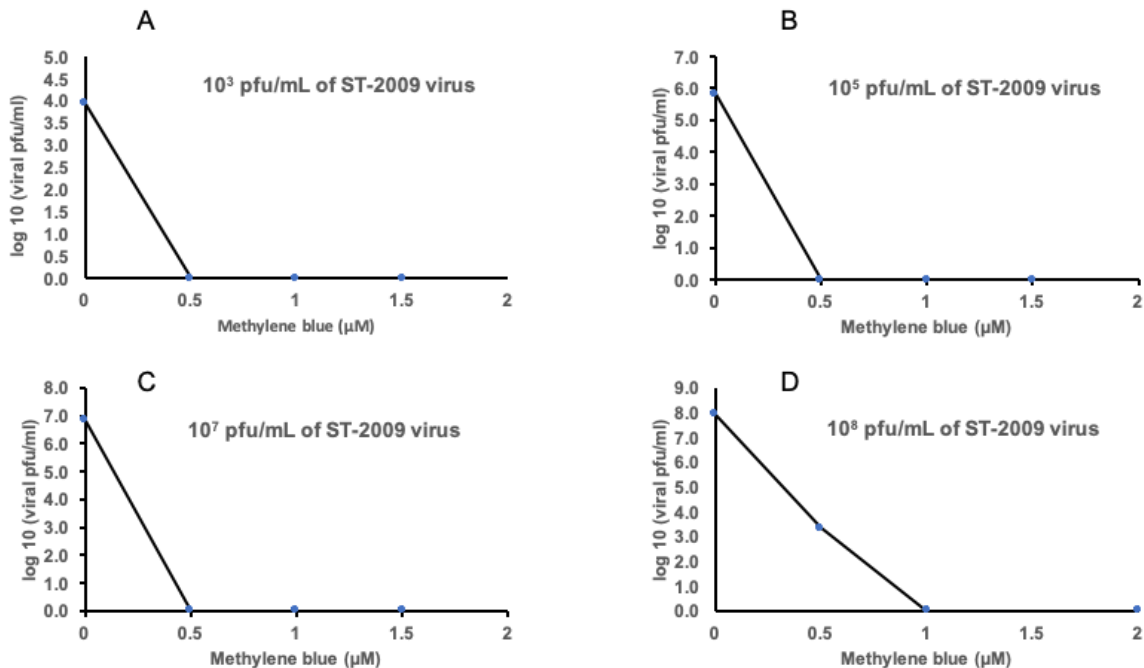 A
log 10 (viral pfu/ml)
5.0
4.5
4.0
3.5
3.0
2.5
2.0
1.5
1.0
0.5
0.0
10³ pfu/mL of ST-2009 virus
0 0.5 1 1.5 2
Methylene blue (µM)
B
log 10 (viral pfu/ml)
7.0
6.0
5.0
4.0
3.0
2.0
1.0
0.0
10⁵ pfu/mL of ST-2009 virus
0 0.5 1 1.5 2
Methylene blue (µM)
C
log 10 (viral pfu/ml)
8.0
7.0
6.0
5.0
4.0
3.0
2.0
1.0
0.0
10⁷ pfu/mL of ST-2009 virus
0 0.5 1 1.5 2
Methylene blue (µM)
D
log 10 (viral pfu/ml)
9.0
8.0
7.0
6.0
5.0
4.0
3.0
2.0
1.0
0.0
10⁸ pfu/mL of ST-2009 virus
0 0.5 1 1.5 2
Methylene blue (µM)